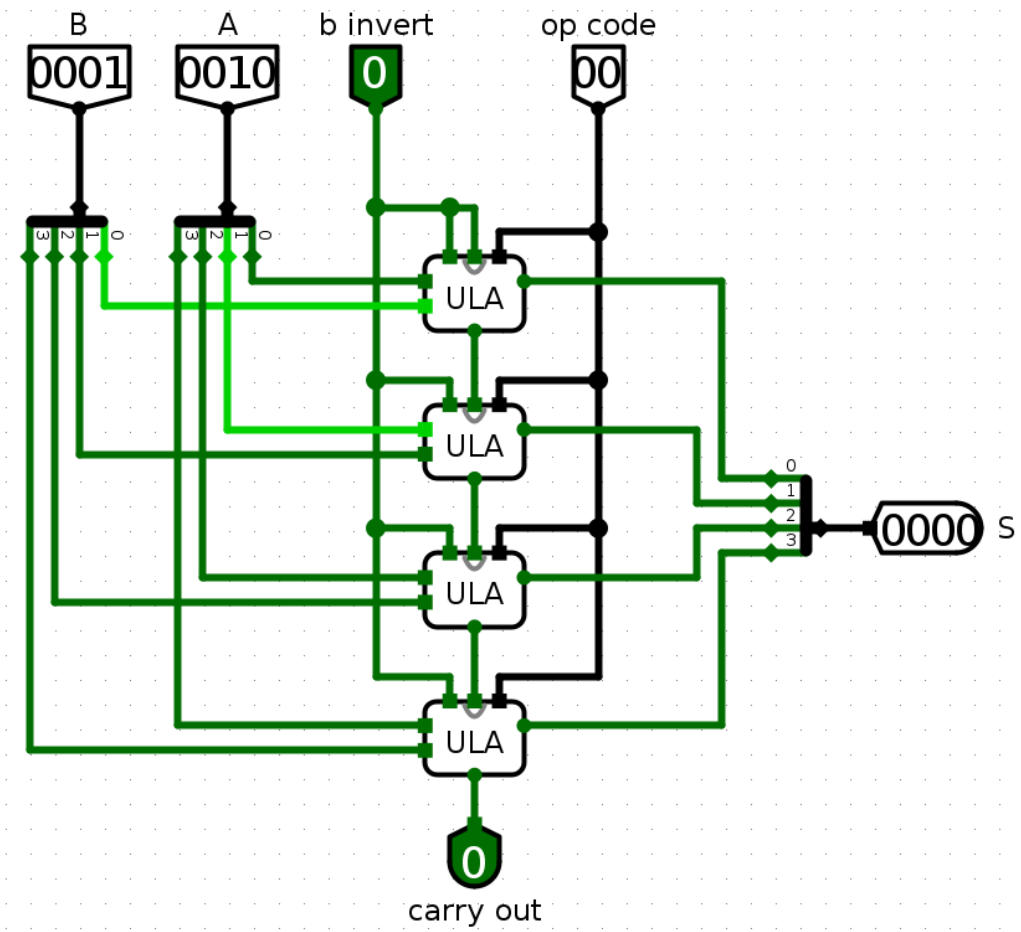 B A b invert op code
0001 0010 0 00
3 2 1 0 3 2 1 0
ULA
ULA
0
1
2
3
0000 S
ULA
ULA
0
carry out